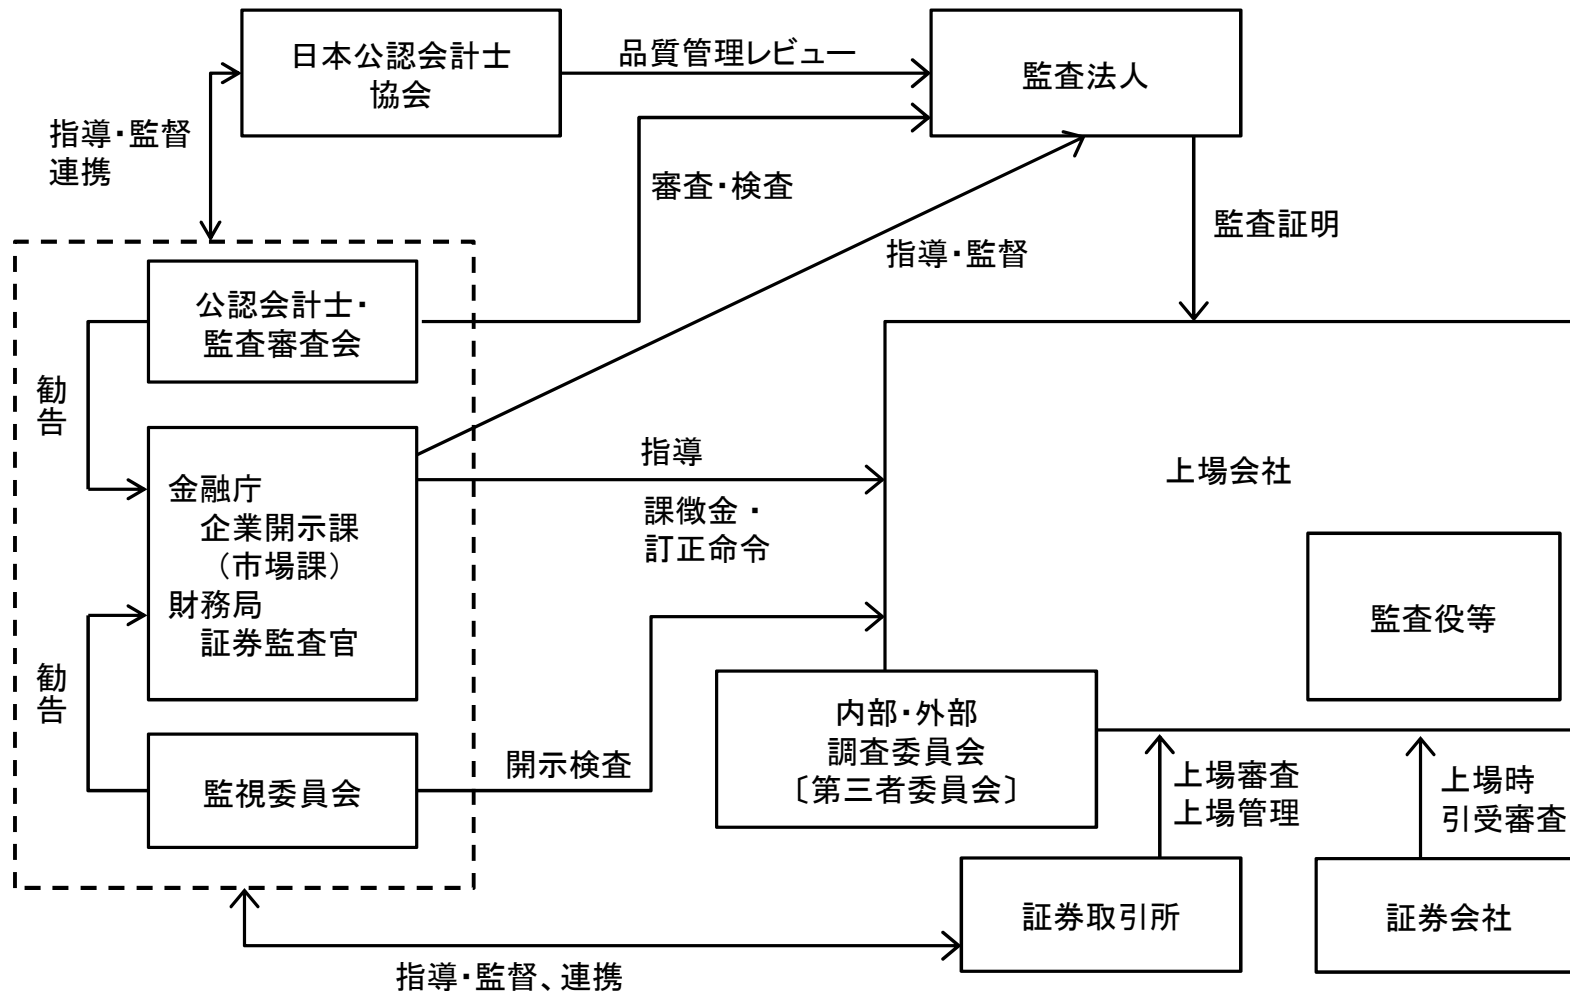 日本公認会計士
協会
品質管理レビュー
監査法人
指導・監督
連携
審査・検査
監査証明
指導・監督
公認会計士・
監査審査会
勧告
金融庁
企業開示課
（市場課）
財務局
証券監査官
指導
課徴金・
訂正命令
上場会社
監査役等
勧告
監視委員会
開示検査
内部・外部
調査委員会
〔第三者委員会〕
上場審査
上場管理
上場時
引受審査
証券取引所
証券会社
指導・監督、連携